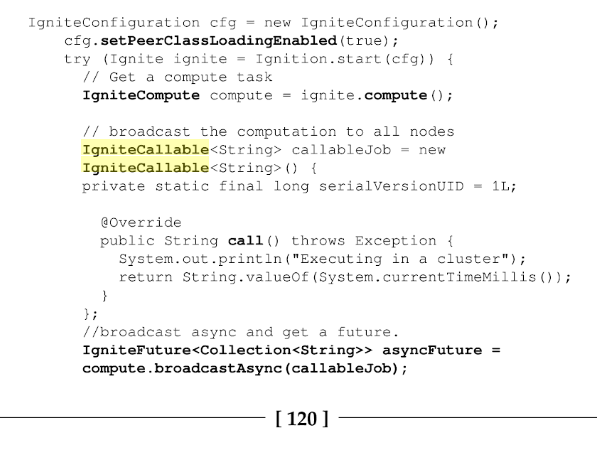 IgniteConfiguration cfg = new IgniteConfiguration();
cfg.setPeerClassLoadingEnabled(true);
try (Ignite ignite = Ignition.start(cfg)) {
// Get a compute task
IgniteCompute compute = ignite.compute();
// broadcast the computation to all nodes
IgniteCallable<String> callableJob = new
IgniteCallable<String>() {
private static final long serialVersionUID = 1L;
@Override
public String call() throws Exception {
System.out.println("Executing in a cluster");
return String.valueOf(System.currentTimeMillis());
}
};
//broadcast async and get a future.
IgniteFuture<Collection<String>> asyncFuture =
compute.broadcastAsync(callableJob);
[ 120 ]